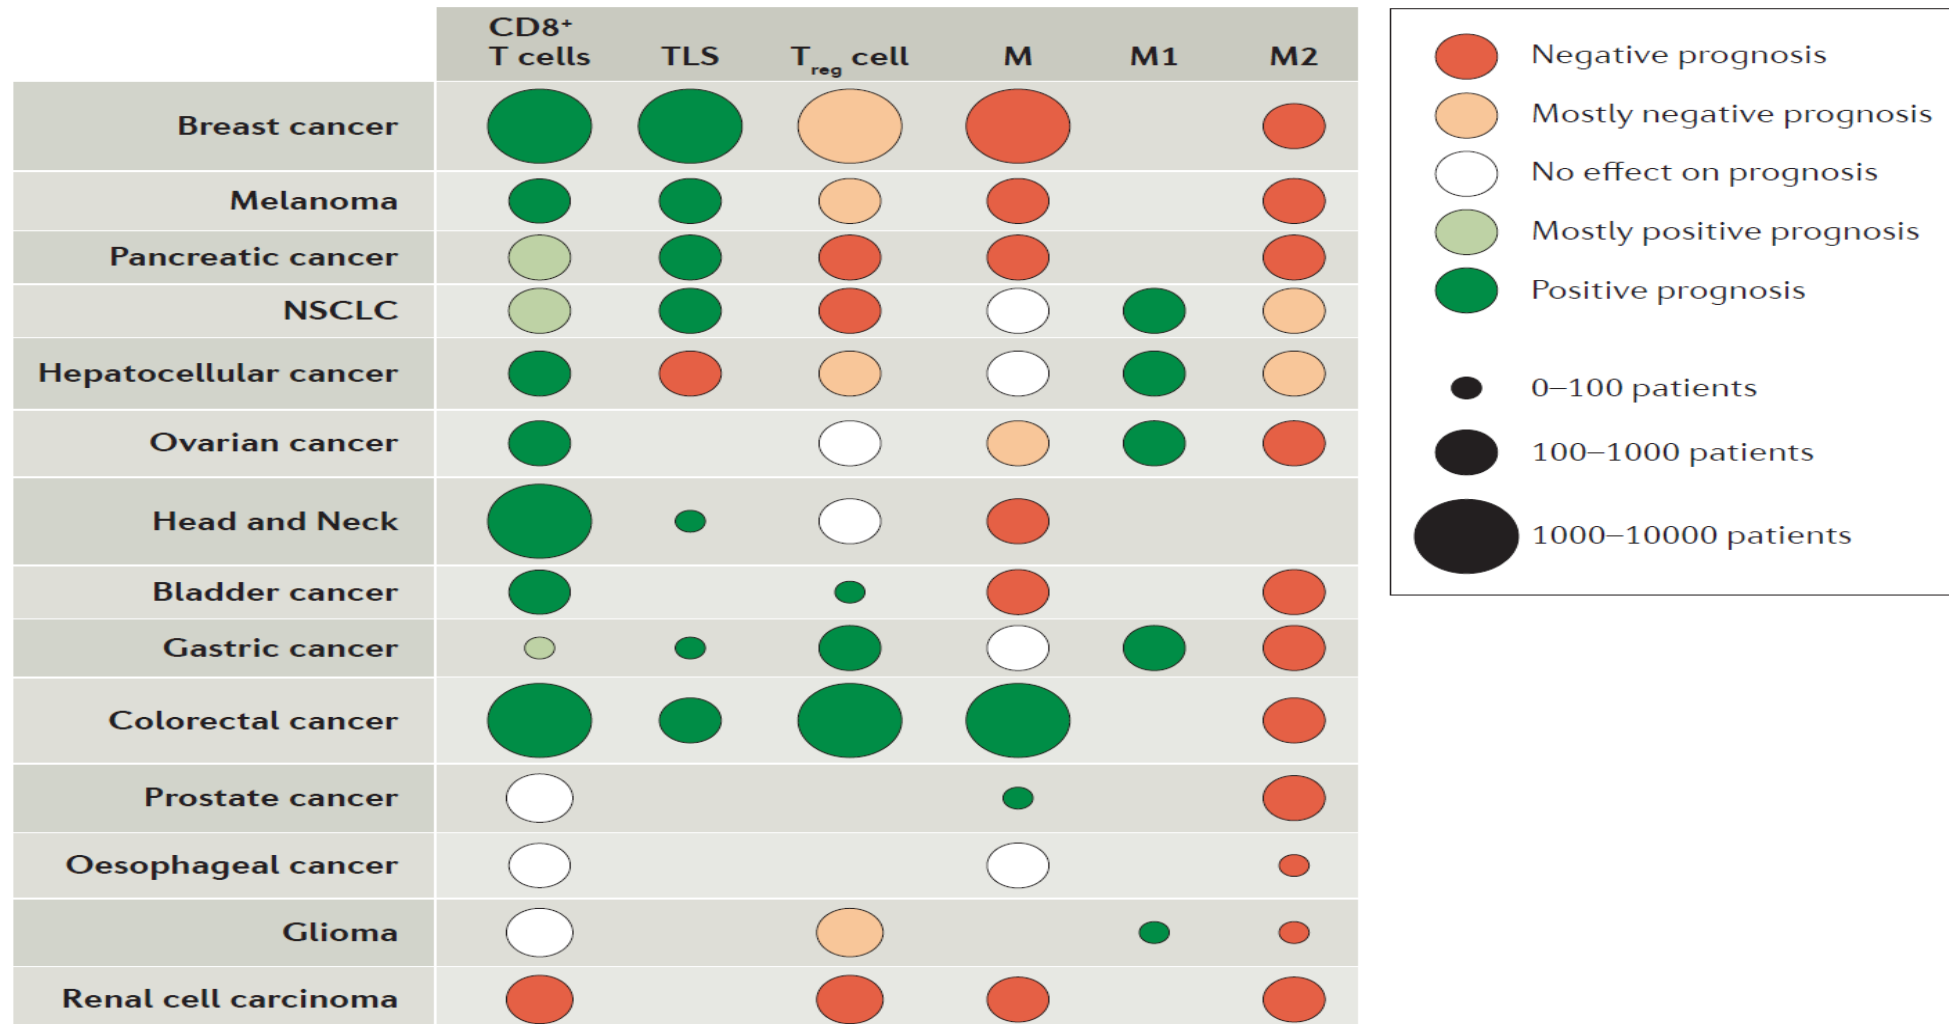 CD8⁺
T cells TLS Treg cell M M1 M2
Breast cancer
Melanoma
Pancreatic cancer
NSCLC
Hepatocellular cancer
Ovarian cancer
Head and Neck
Bladder cancer
Gastric cancer
Colorectal cancer
Prostate cancer
Oesophageal cancer
Glioma
Renal cell carcinoma
Negative prognosis
Mostly negative prognosis
No effect on prognosis
Mostly positive prognosis
Positive prognosis
0–100 patients
100–1000 patients
1000–10000 patients